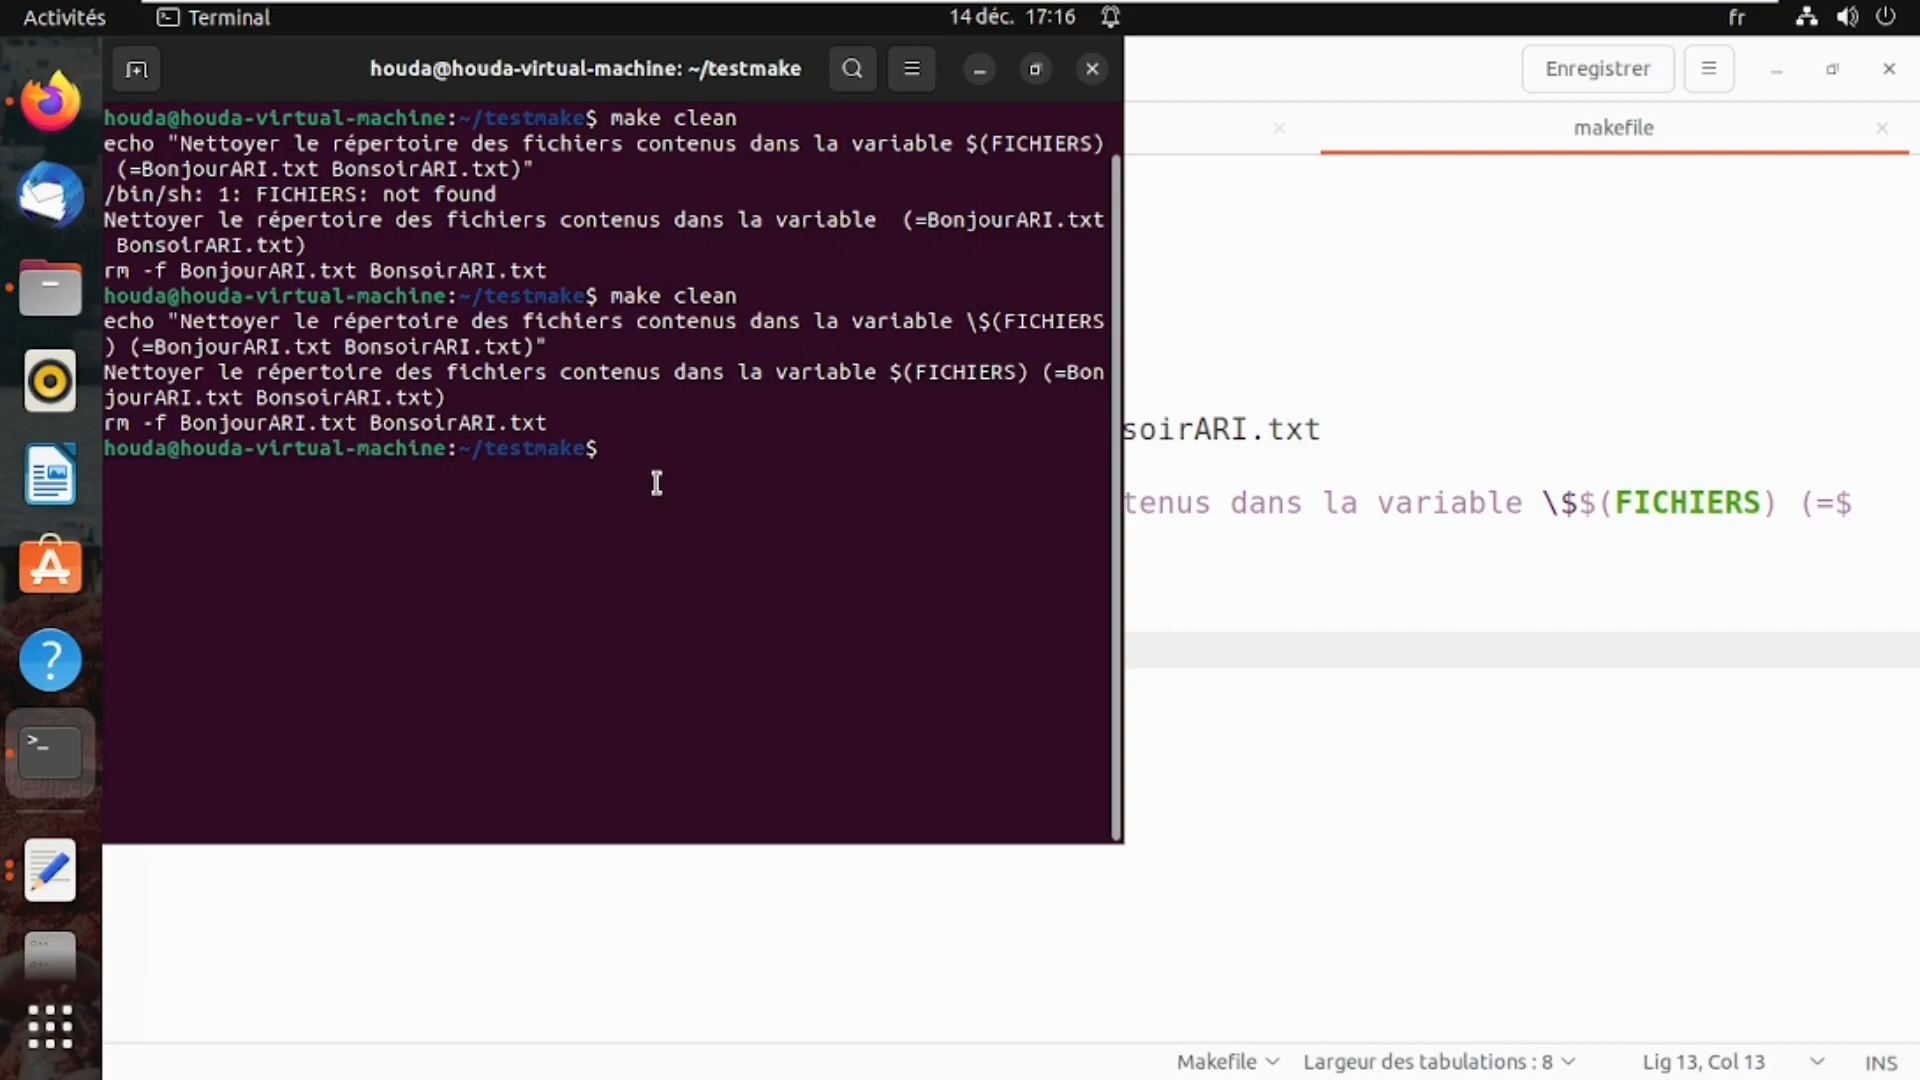 Activités Terminal 14 déc. 17:16 fr
houda@houda-virtual-machine: ~/testmake
Enregistrer
makefile
houda@houda-virtual-machine:~/testmake$ make clean
echo "Nettoyer le répertoire des fichiers contenus dans la variable $(FICHIERS)
(=BonjourARI.txt BonsoirARI.txt)"
/bin/sh: 1: FICHIERS: not found
Nettoyer le répertoire des fichiers contenus dans la variable  (=BonjourARI.txt
BonsoirARI.txt)
rm -f BonjourARI.txt BonsoirARI.txt
houda@houda-virtual-machine:~/testmake$ make clean
echo "Nettoyer le répertoire des fichiers contenus dans la variable \$(FICHIERS
) (=BonjourARI.txt BonsoirARI.txt)"
Nettoyer le répertoire des fichiers contenus dans la variable $(FICHIERS) (=Bon
jourARI.txt BonsoirARI.txt)
rm -f BonjourARI.txt BonsoirARI.txt
houda@houda-virtual-machine:~/testmake$
soirARI.txt
tenus dans la variable \$$(FICHIERS) (=$
Makefile Largeur des tabulations : 8 Lig 13, Col 13 INS